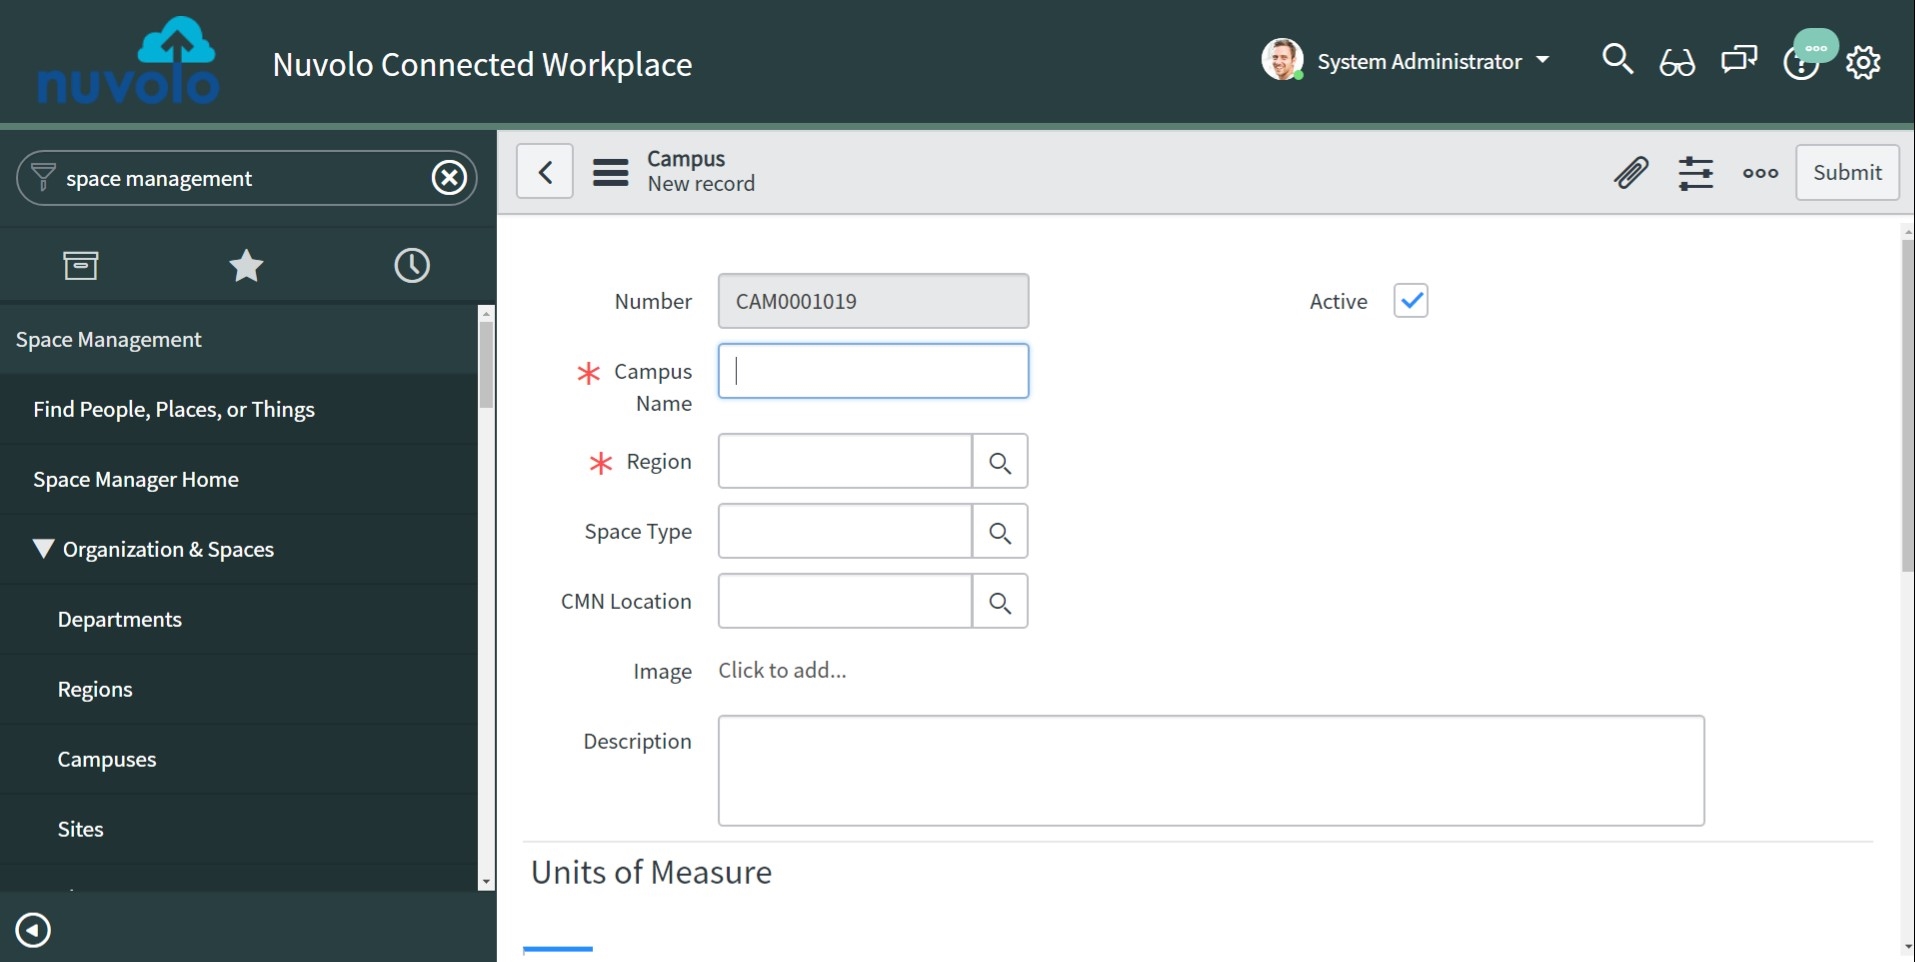 nuvolo
Nuvolo Connected Workplace
System Administrator
space management
Campus
New record
Submit
Space Management
Find People, Places, or Things
Space Manager Home
Organization & Spaces
Departments
Regions
Campuses
Sites
Number
CAM0001019
Active
Campus
Name
Region
Space Type
CMN Location
Image
Click to add...
Description
Units of Measure